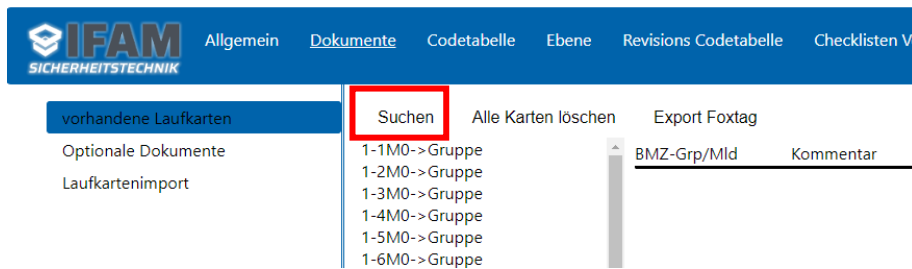 IFAM
SICHERHEITSTECHNIK
Allgemein Dokumente Codetabelle Ebene Revisions Codetabelle Checklisten V
vorhandene Laufkarten
Optionale Dokumente
Laufkartenimport
Suchen Alle Karten löschen Export Foxtag
1-1M0->Gruppe
1-2M0->Gruppe
1-3M0->Gruppe
1-4M0->Gruppe
1-5M0->Gruppe
1-6M0->Gruppe
BMZ-Grp/Mld Kommentar